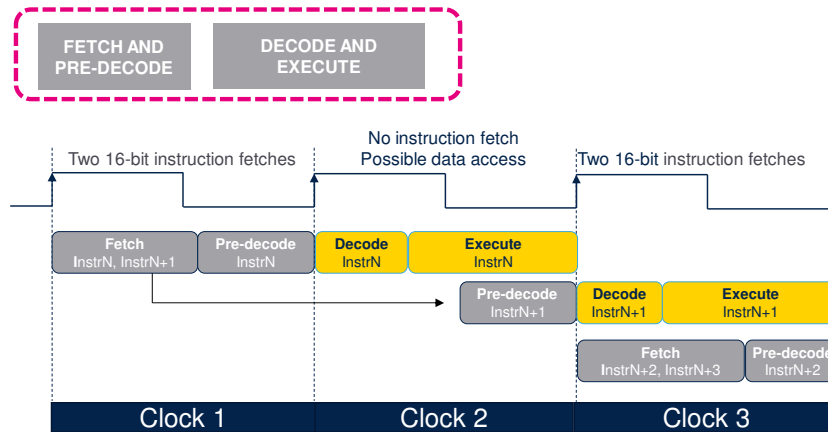 FETCH AND
PRE-DECODE
DECODE AND
EXECUTE
Two 16-bit instruction fetches
No instruction fetch
Possible data access
Two 16-bit instruction fetches
Fetch
InstrN, InstrN+1
Pre-decode
InstrN
Decode
InstrN
Execute
InstrN
Pre-decode
InstrN+1
Decode
InstrN+1
Execute
InstrN+1
Fetch
InstrN+2, InstrN+3
Pre-decode
InstrN+2
Clock 1
Clock 2
Clock 3